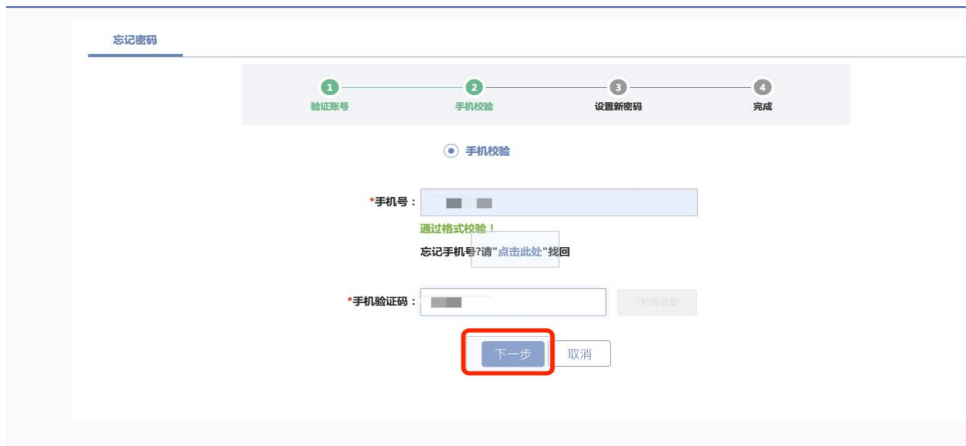 忘记密码
1 2 3 4
验证账号 手机校验 设置新密码 完成
手机校验
*手机号：
通过格式校验！
忘记手机号?请"点击此处"找回
*手机验证码：
下一步 取消